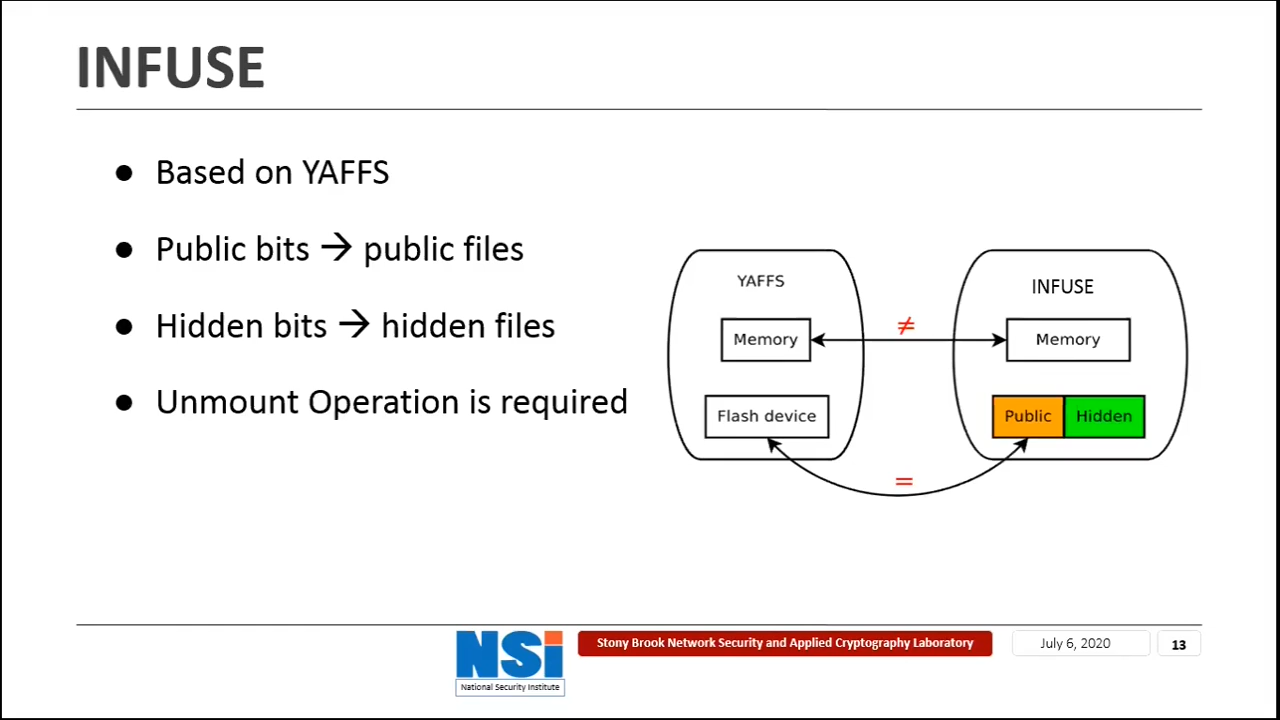 INFUSE
● Based on YAFFS
● Public bits → public files
● Hidden bits → hidden files
● Unmount Operation is required
YAFFS
INFUSE
Memory
≠
Memory
Flash device
Public
Hidden
=
NSi
National Security Institute
Stony Brook Network Security and Applied Cryptography Laboratory
July 6, 2020
13